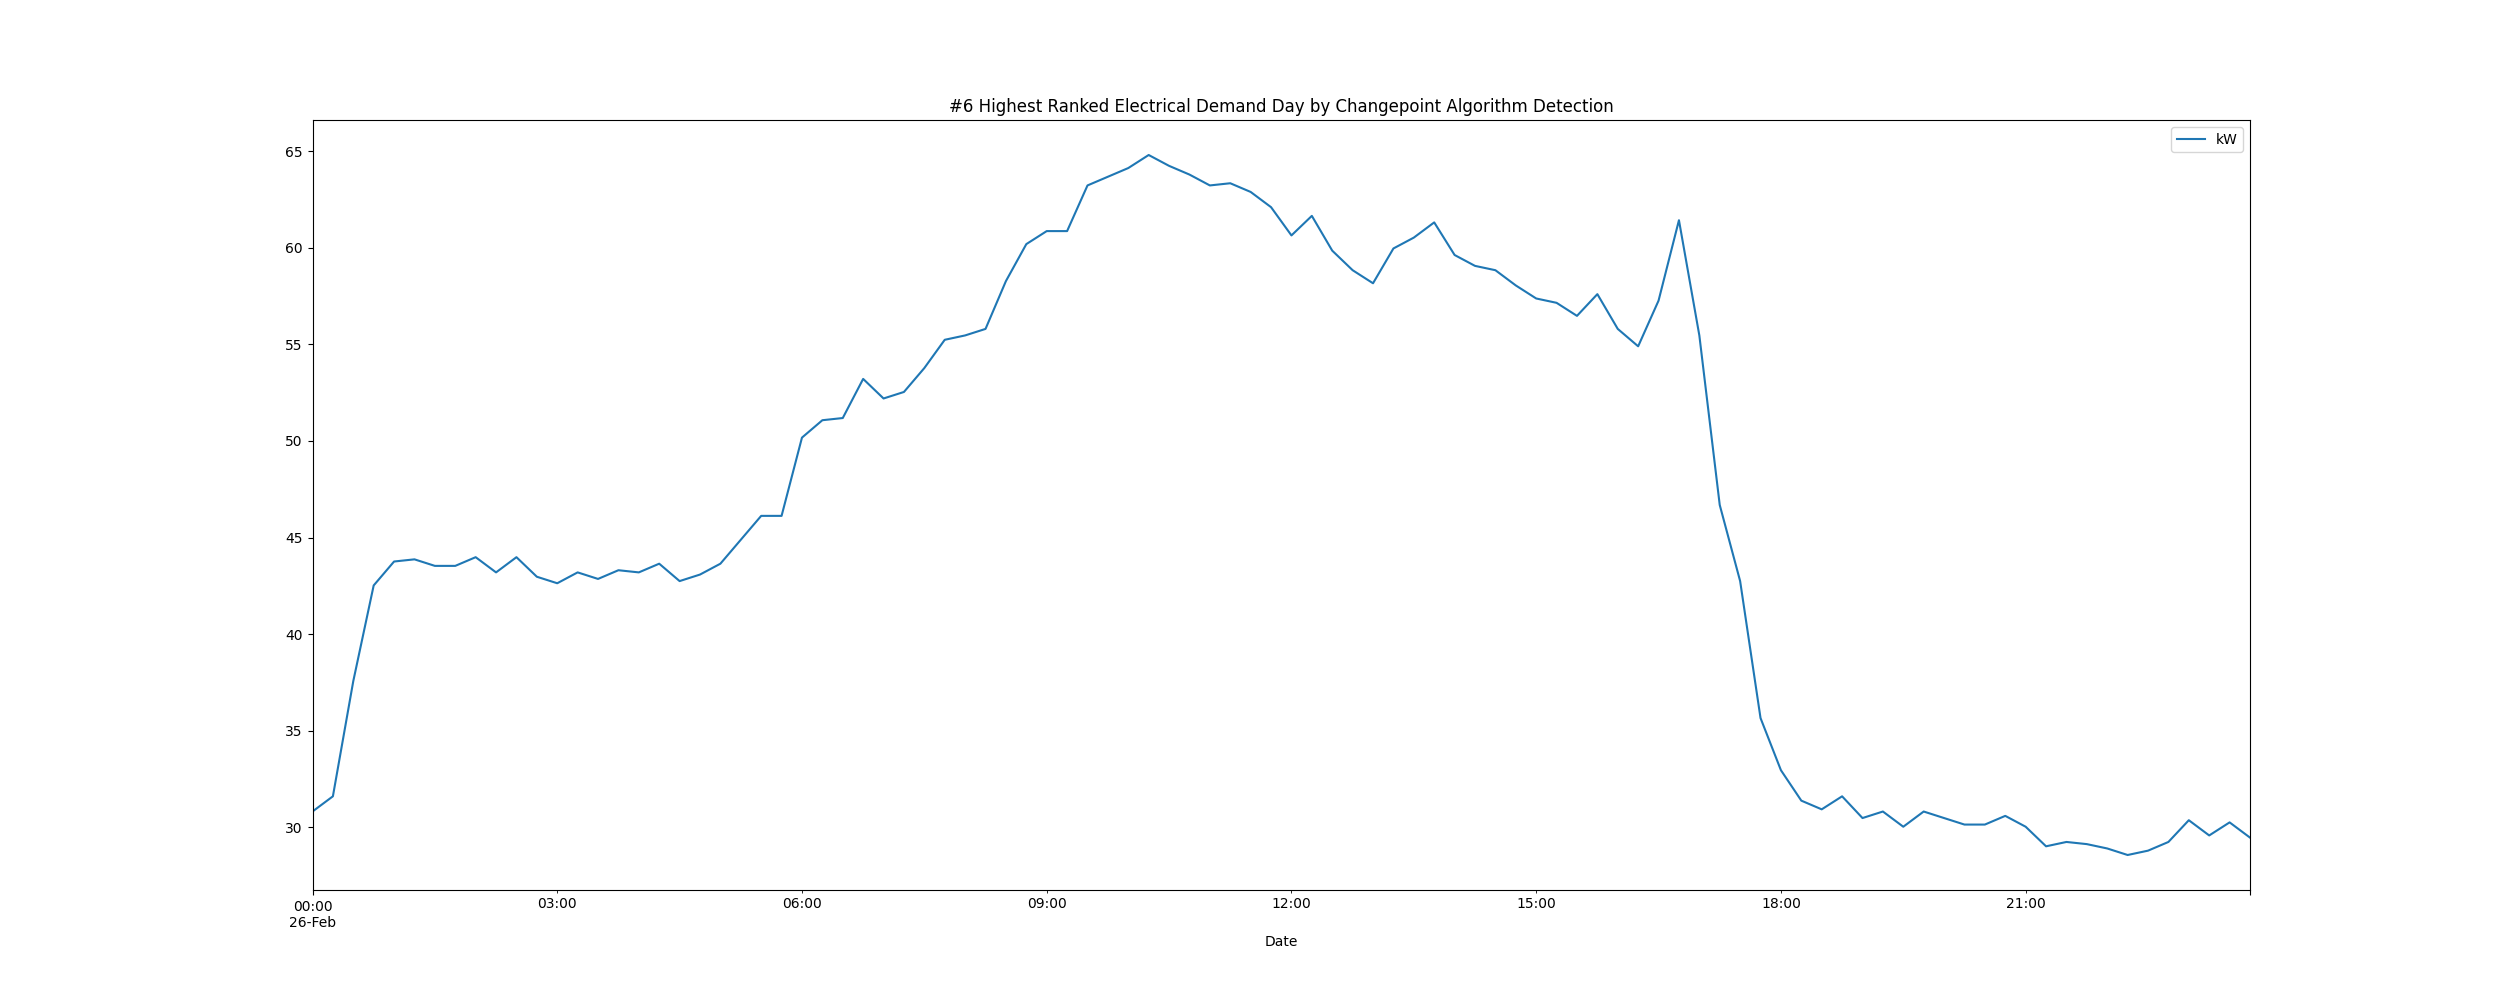 #6 Highest Ranked Electrical Demand Day by Changepoint Algorithm Detection
kW
65
60
55
50
45
40
35
30
00:00 03:00 06:00 09:00 12:00 15:00 18:00 21:00
26-Feb
Date